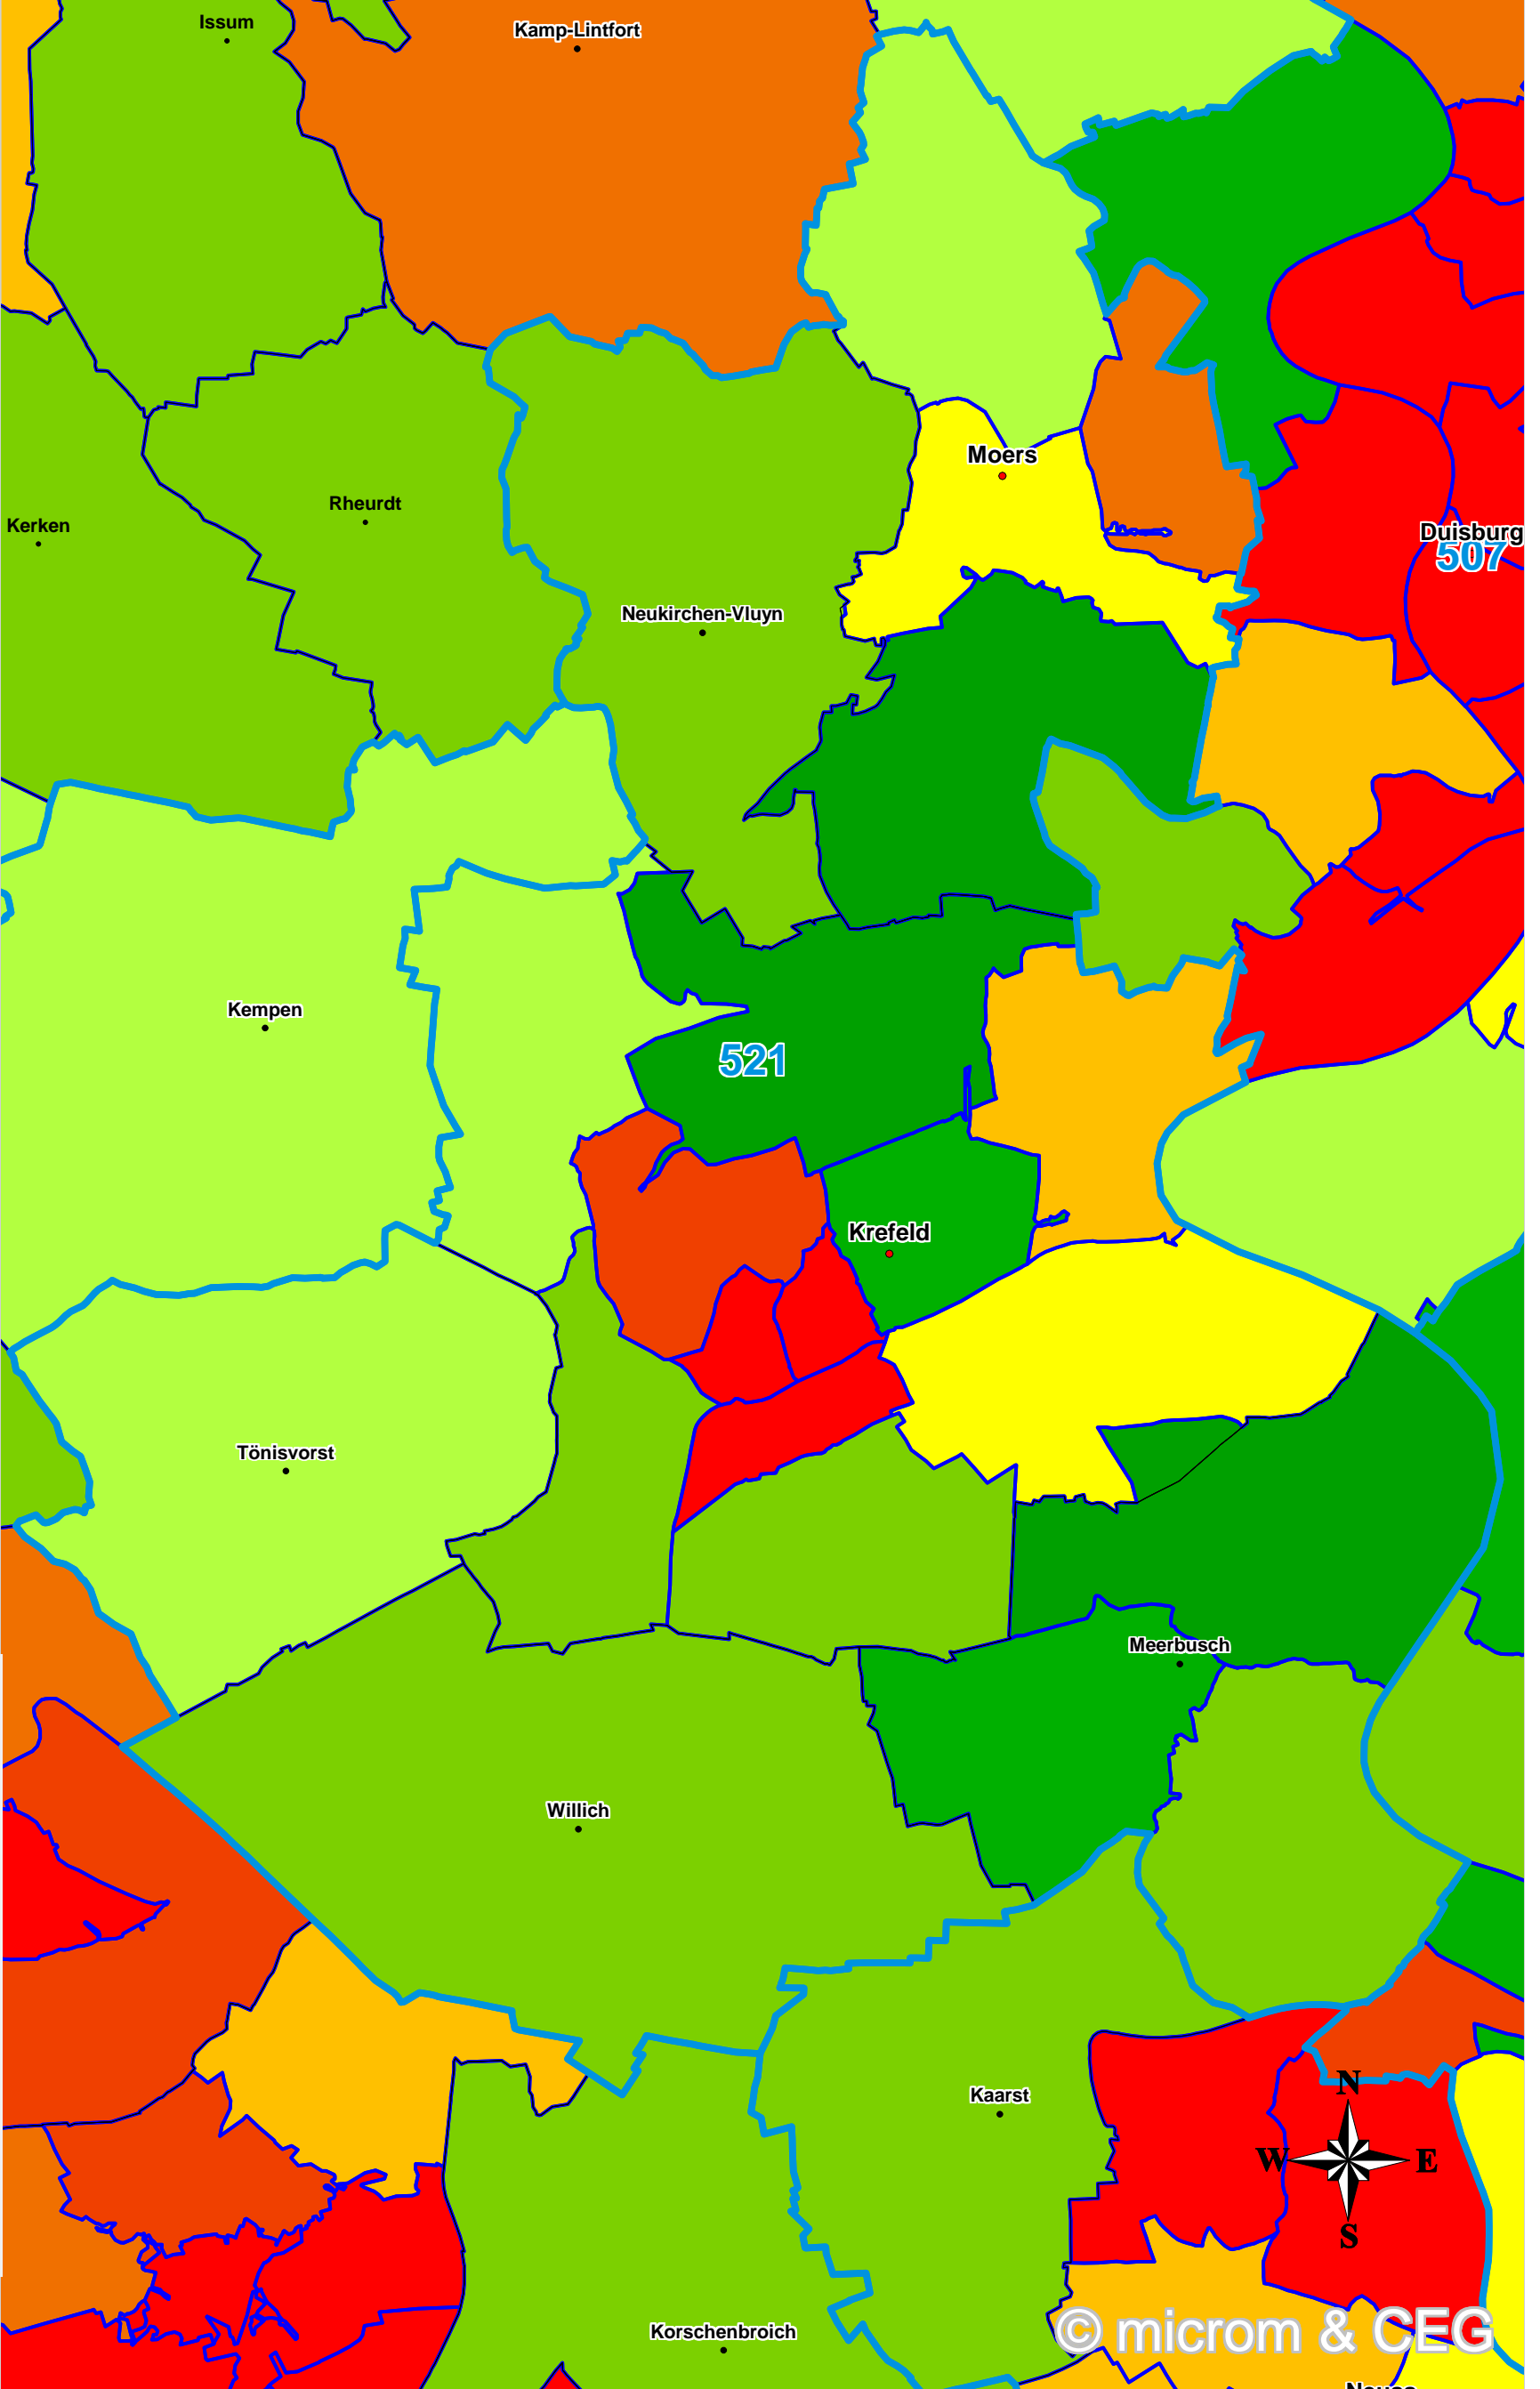 Issum
Kamp-Lintfort
Moers
Rheurdt
Kerken
Duisburg
507
Neukirchen-Vluyn
Kempen
521
Krefeld
Tönisvorst
Meerbusch
Willich
Kaarst
N
W
E
S
Korschenbroich
© microm & CEG
Neuss